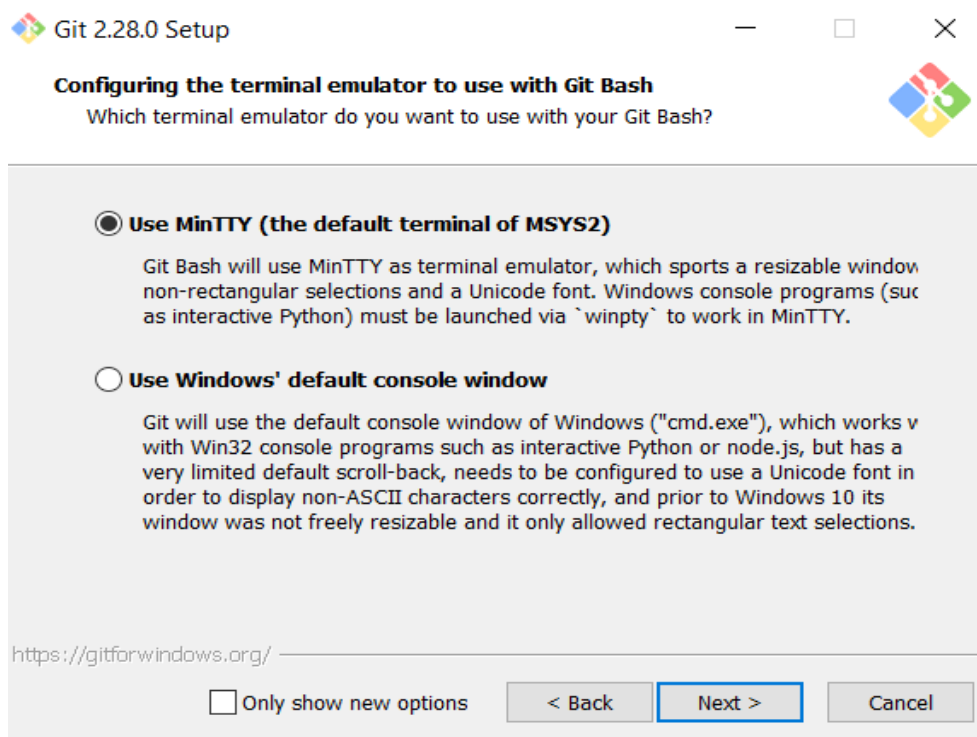 Git 2.28.0 Setup
Configuring the terminal emulator to use with Git Bash
Which terminal emulator do you want to use with your Git Bash?
Use MinTTY (the default terminal of MSYS2)
Git Bash will use MinTTY as terminal emulator, which sports a resizable window
non-rectangular selections and a Unicode font. Windows console programs (suc
as interactive Python) must be launched via `winpty` to work in MinTTY.
Use Windows' default console window
Git will use the default console window of Windows ("cmd.exe"), which works w
with Win32 console programs such as interactive Python or node.js, but has a
very limited default scroll-back, needs to be configured to use a Unicode font in
order to display non-ASCII characters correctly, and prior to Windows 10 its
window was not freely resizable and it only allowed rectangular text selections.
https://gitforwindows.org/
Only show new options
< Back
Next >
Cancel